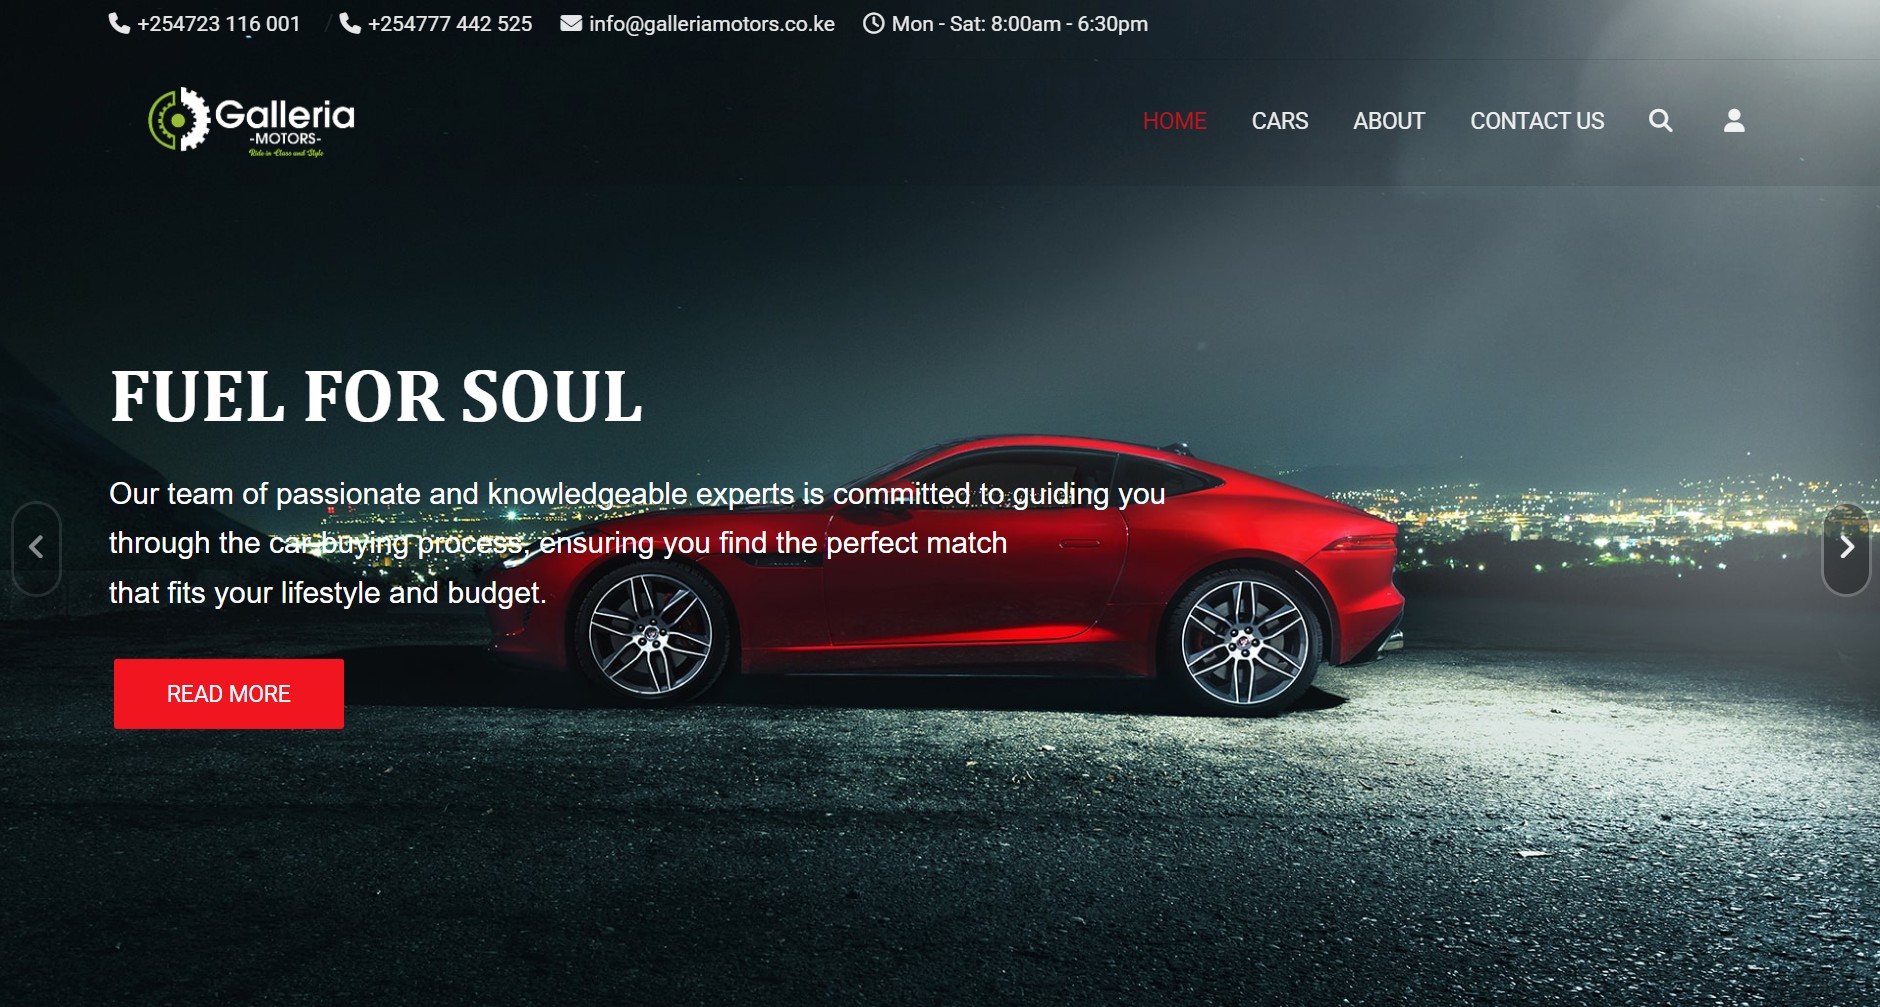 +254723 116 001 / +254777 442 525 info@galleriamotors.co.ke Mon - Sat: 8:00am - 6:30pm
Galleria
-MOTORS-
Ride in Class and Style
HOME CARS ABOUT CONTACT US
FUEL FOR SOUL
Our team of passionate and knowledgeable experts is committed to guiding you
through the car-buying process, ensuring you find the perfect match
that fits your lifestyle and budget.
READ MORE